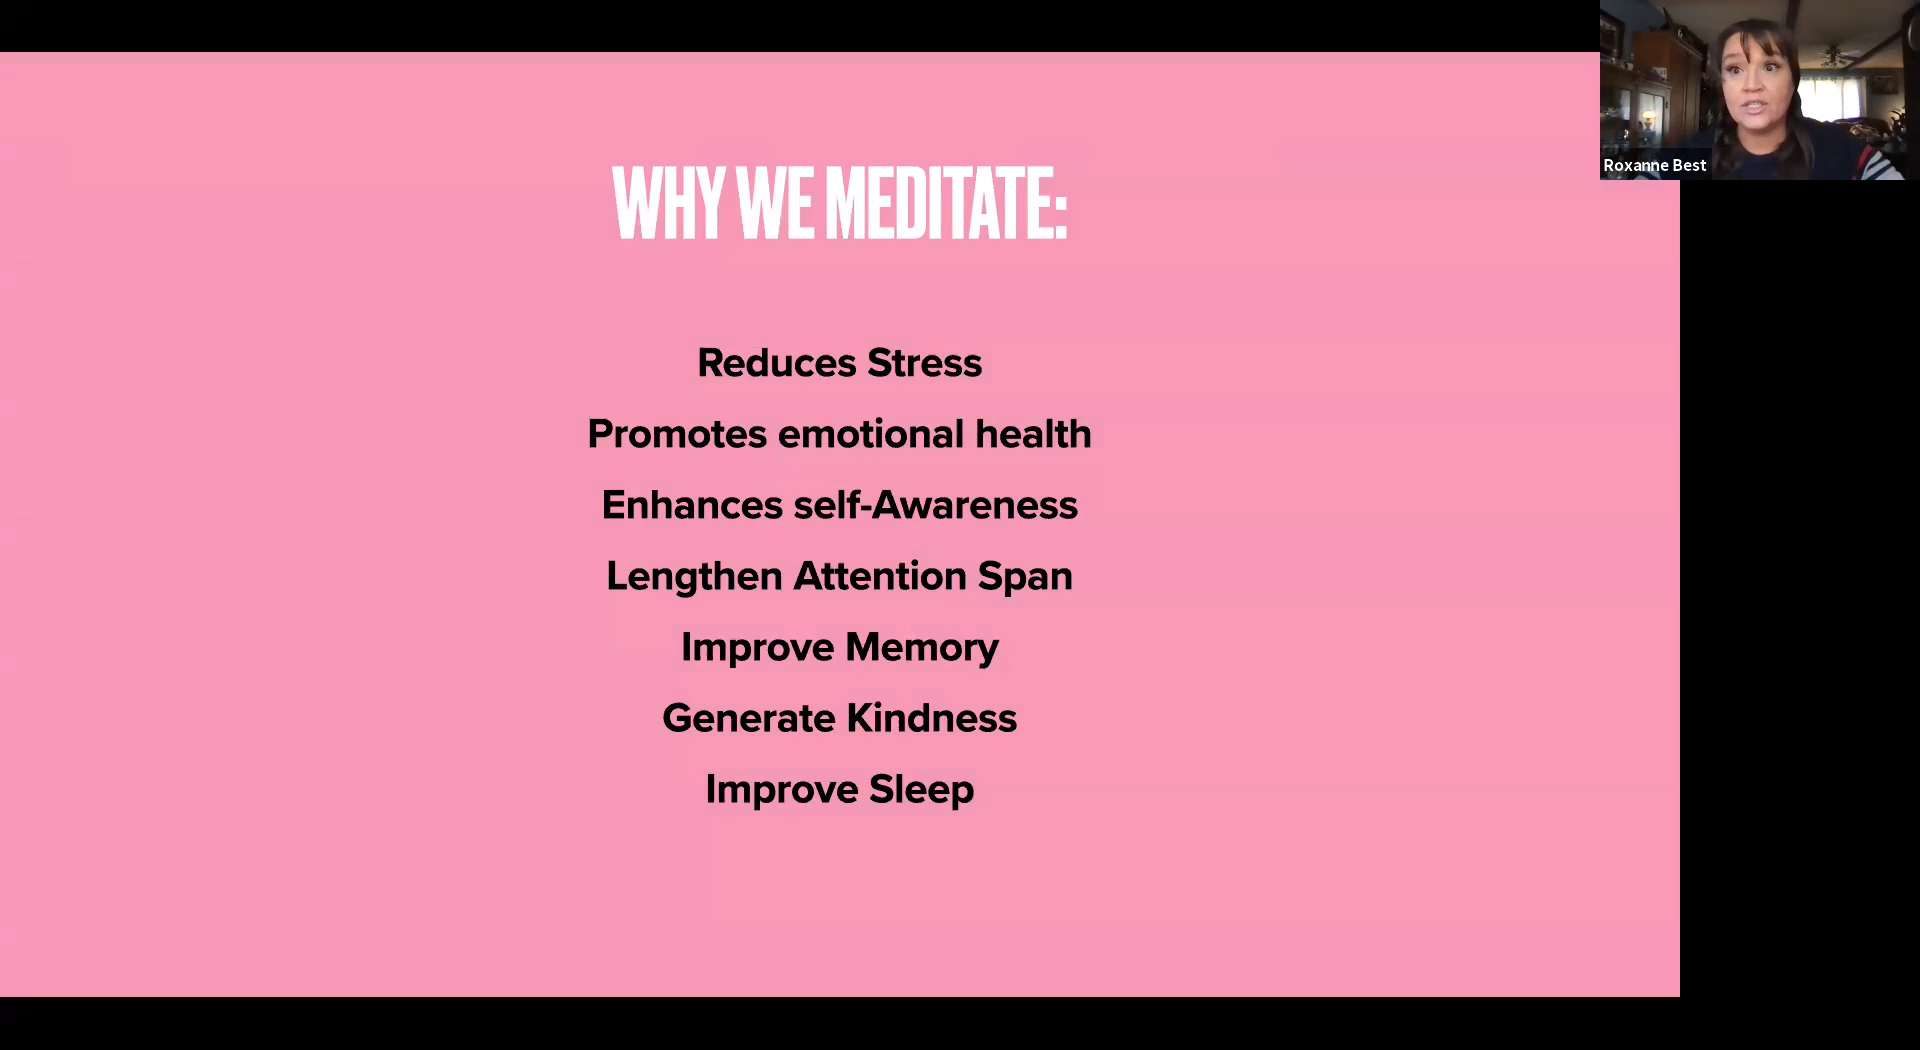 WHY WE MEDITATE:
Reduces Stress
Promotes emotional health
Enhances self-Awareness
Lengthen Attention Span
Improve Memory
Generate Kindness
Improve Sleep
Roxanne Best